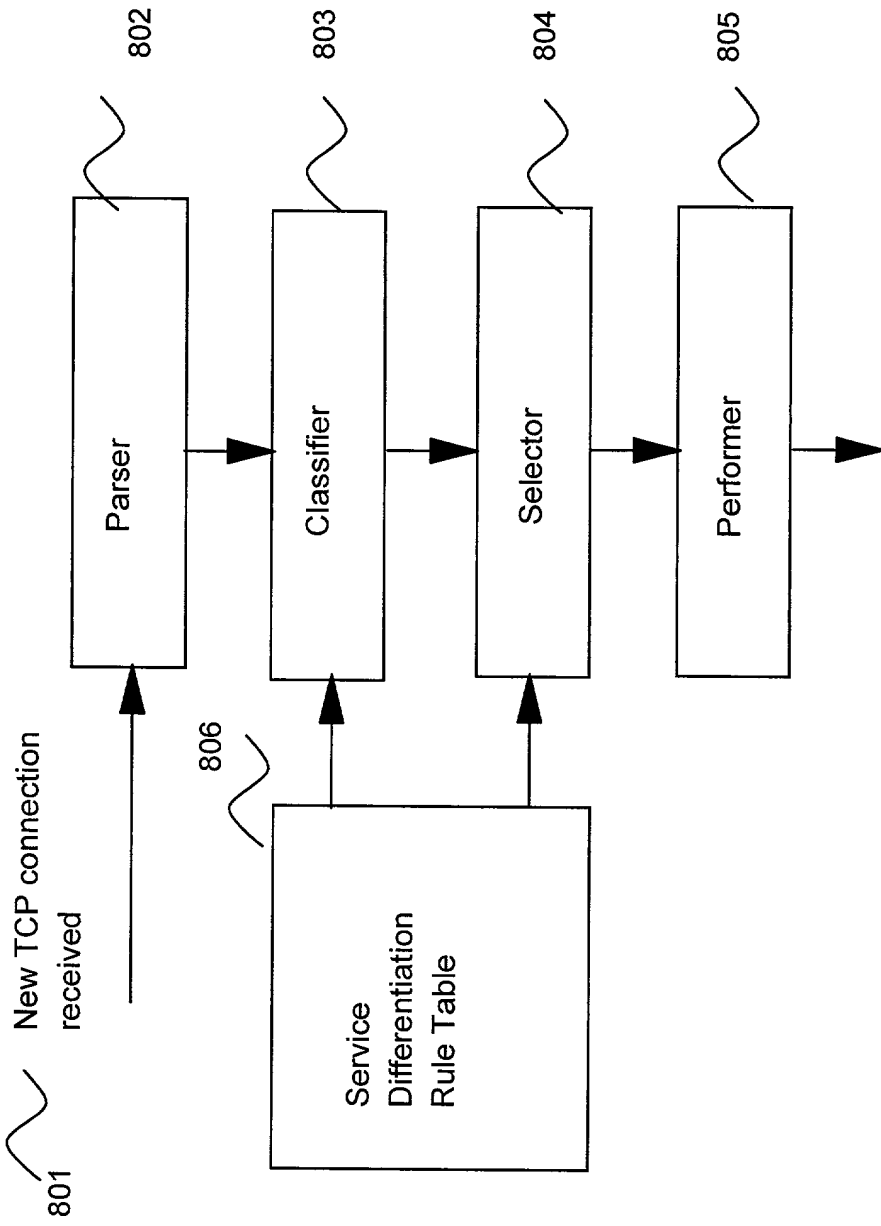 801
New TCP connection
received
Parser
802
806
Service
Differentiation
Rule Table
Classifier
803
Selector
804
Performer
805